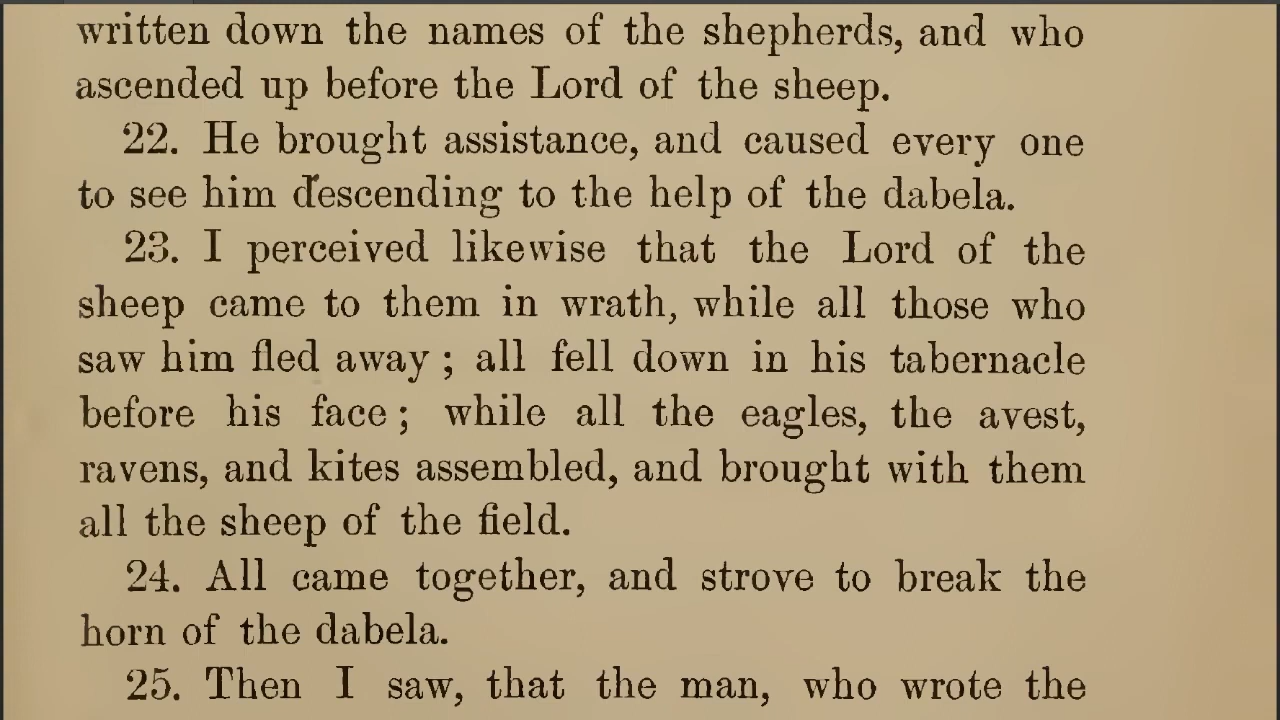 written down the names of the shepherds, and who
ascended up before the Lord of the sheep.
22. He brought assistance, and caused every one
to see him descending to the help of the dabela.
23. I perceived likewise that the Lord of the
sheep came to them in wrath, while all those who
saw him fled away ; all fell down in his tabernacle
before his face ; while all the eagles, the avest,
ravens, and kites assembled, and brought with them
all the sheep of the field.
24. All came together, and strove to break the
horn of the dabela.
25. Then I saw, that the man, who wrote the